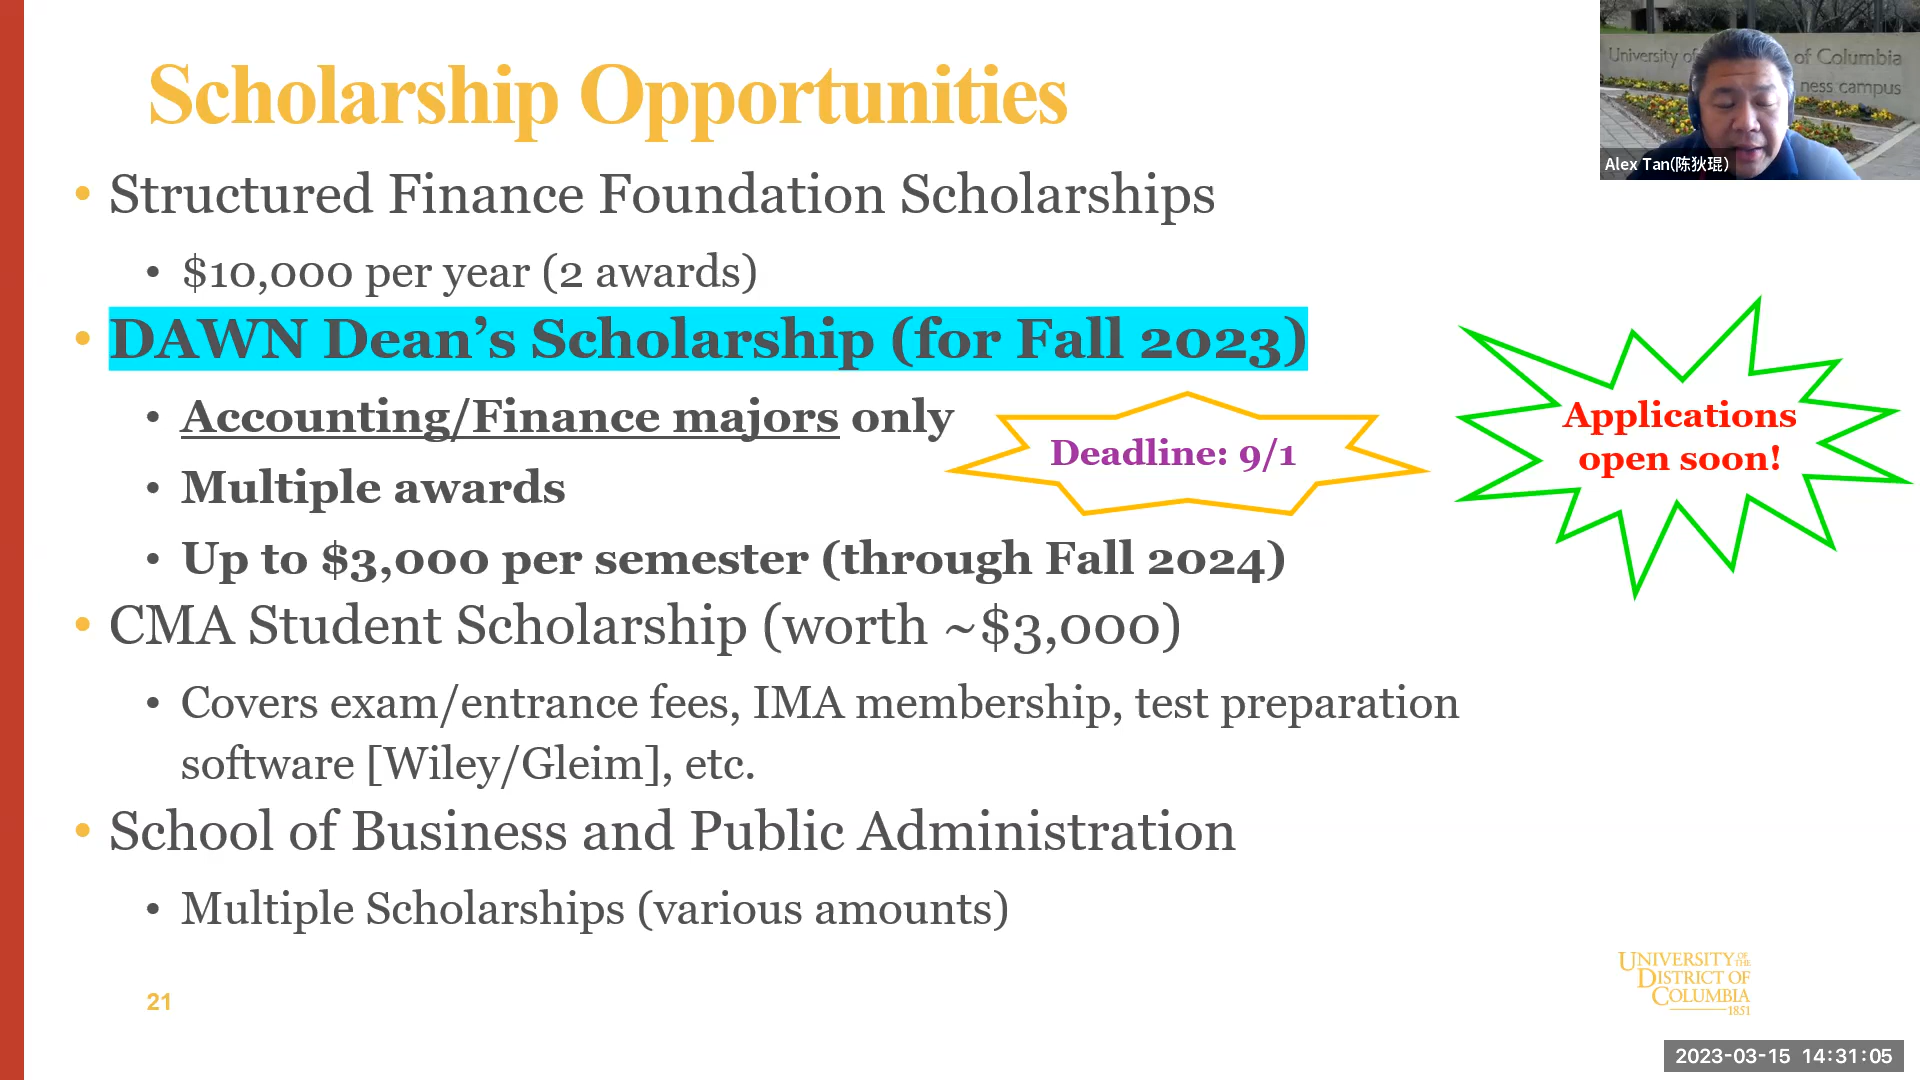 Scholarship Opportunities
• Structured Finance Foundation Scholarships
• $10,000 per year (2 awards)
• DAWN Dean’s Scholarship (for Fall 2023)
• Accounting/Finance majors only
• Multiple awards
• Up to $3,000 per semester (through Fall 2024)
Deadline: 9/1
Applications
open soon!
• CMA Student Scholarship (worth ~$3,000)
• Covers exam/entrance fees, IMA membership, test preparation
software [Wiley/Gleim], etc.
• School of Business and Public Administration
• Multiple Scholarships (various amounts)
21
University of of Columbia
ness campus
Alex Tan(陈狄琨)
UNIVERSITY OF THE
DISTRICT OF
COLUMBIA
1851
2023-03-15 14:31:05